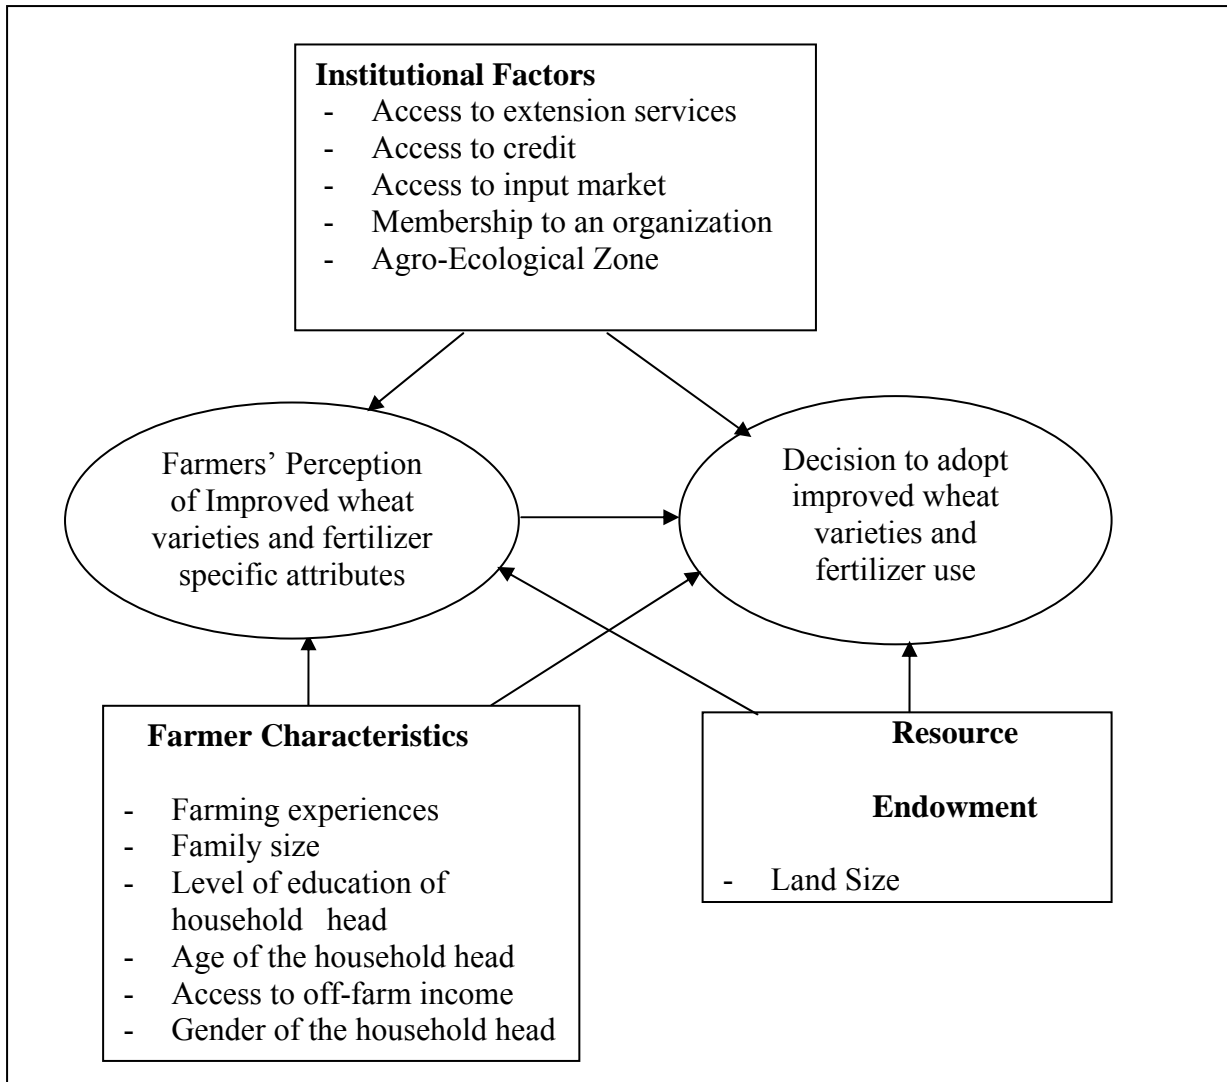 Institutional Factors
- Access to extension services
- Access to credit
- Access to input market
- Membership to an organization
- Agro-Ecological Zone
Farmers’ Perception
of Improved wheat
varieties and fertilizer
specific attributes
Decision to adopt
improved wheat
varieties and
fertilizer use
Farmer Characteristics
- Farming experiences
- Family size
- Level of education of
household head
- Age of the household head
- Access to off-farm income
- Gender of the household head
Resource
Endowment
- Land Size